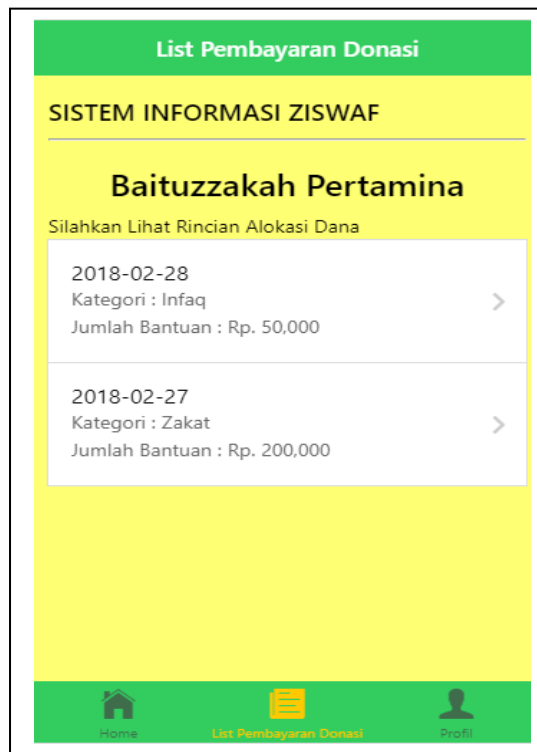 List Pembayaran Donasi
SISTEM INFORMASI ZISWAF
Baituzzakah Pertamina
Silahkan Lihat Rincian Alokasi Dana
2018-02-28
Kategori : Infaq
Jumlah Bantuan : Rp. 50,000
2018-02-27
Kategori : Zakat
Jumlah Bantuan : Rp. 200,000
Home
List Pembayaran Donasi
Profil